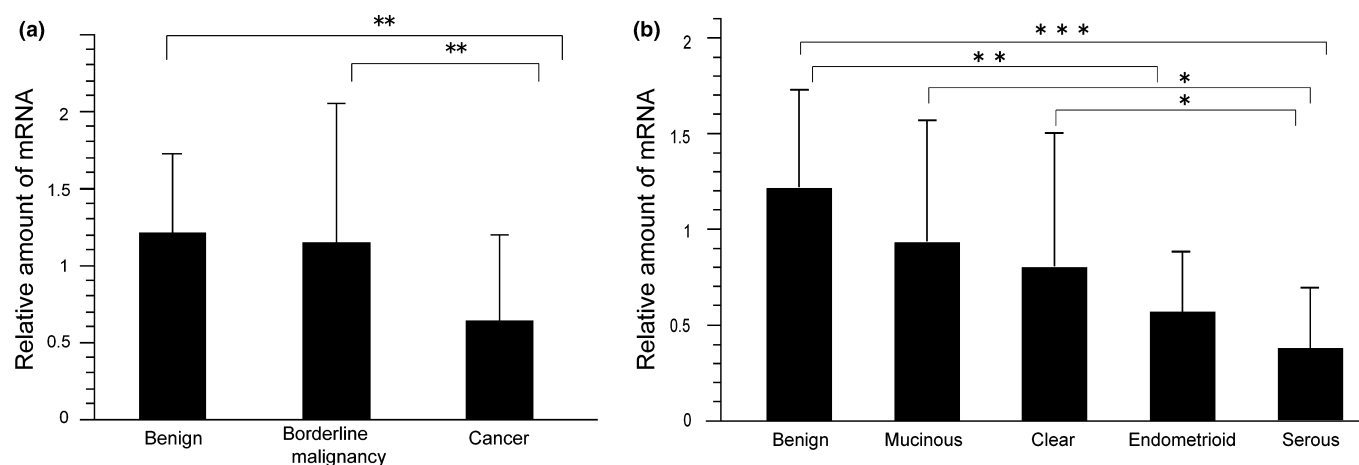 (a)
**
**
Relative amount of mRNA
2
1.5
1
0.5
0
Benign
Borderline
malignancy
Cancer
(b)
* * *
* *
*
*
Relative amount of mRNA
2
1.5
1
0.5
0
Benign
Mucinous
Clear
Endometrioid
Serous